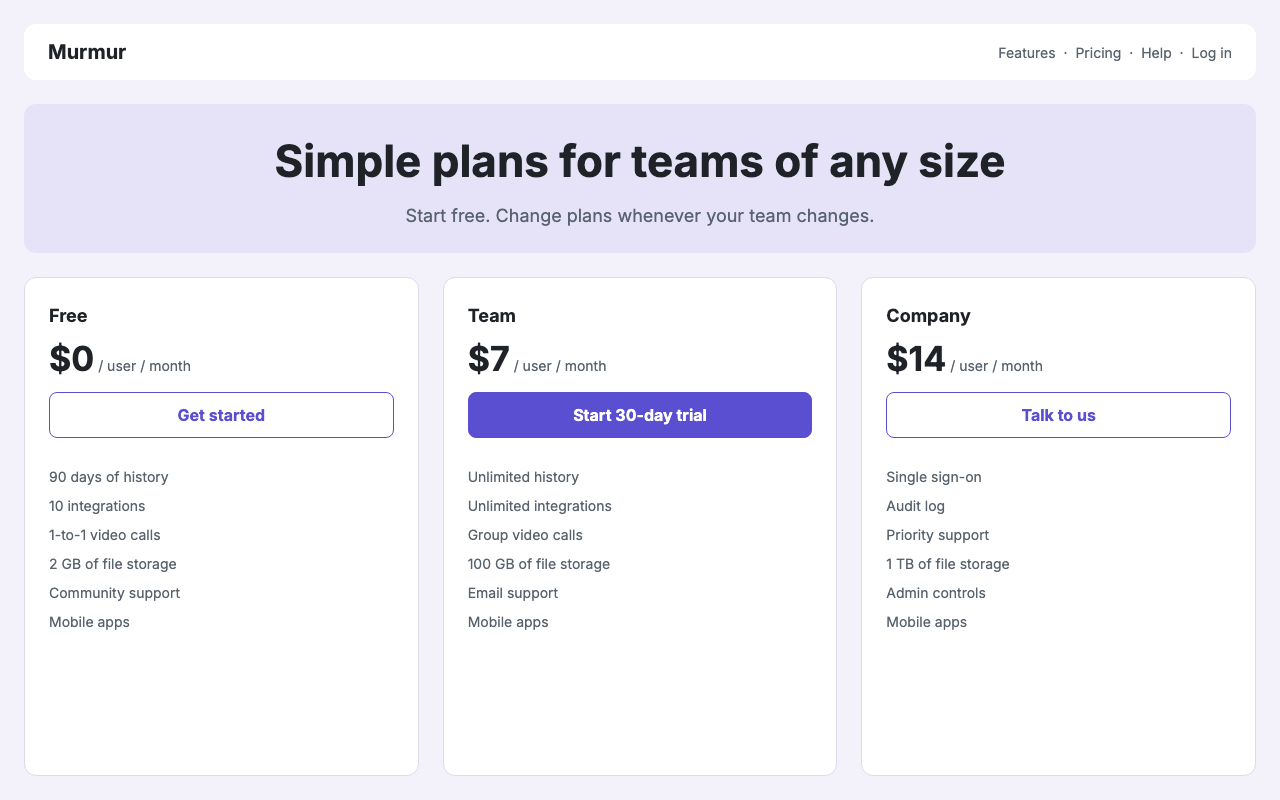 Murmur
Features · Pricing · Help · Log in
Simple plans for teams of any size
Start free. Change plans whenever your team changes.
Free
$0 / user / month
Get started
90 days of history
10 integrations
1-to-1 video calls
2 GB of file storage
Community support
Mobile apps
Team
$7 / user / month
Start 30-day trial
Unlimited history
Unlimited integrations
Group video calls
100 GB of file storage
Email support
Mobile apps
Company
$14 / user / month
Talk to us
Single sign-on
Audit log
Priority support
1 TB of file storage
Admin controls
Mobile apps